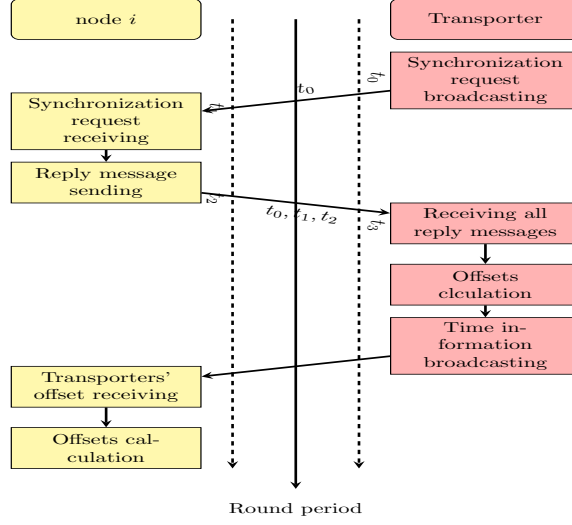 node i
Transporter
Synchronization
request
broadcasting
t0
t0
Synchronization
request
receiving
t1
Reply message
sending
t2
t0, t1, t2
t3
Receiving all
reply messages
Offsets
clculation
Time in-
formation
broadcasting
Transporters'
offset receiving
Offsets cal-
culation
Round period